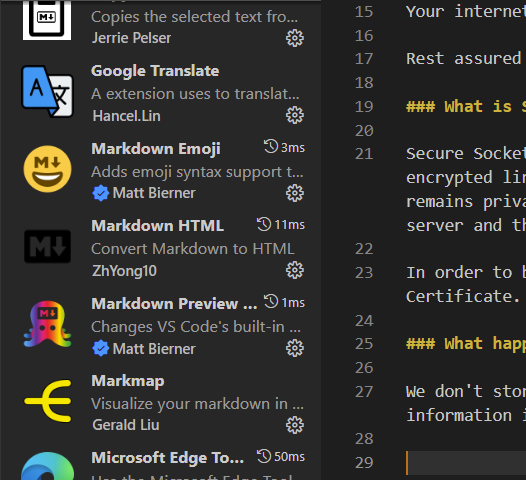 Copies the selected text fro...
Jerrie Pelser
Google Translate
A extension uses to translat...
Hancel.Lin
Markdown Emoji 3ms
Adds emoji syntax support t...
Matt Bierner
Markdown HTML 11ms
Convert Markdown to HTML
ZhYong10
Markdown Preview ... 1ms
Changes VS Code's built-in ...
Matt Bierner
Markmap
Visualize your markdown in ...
Gerald Liu
Microsoft Edge To... 50ms
Use the Microsoft Edge Tool
15 Your internet
16
17 Rest assured
18
19 ### What is S
20
21 Secure Socket
encrypted lin
remains priva
server and th
22
23 In order to b
Certificate.
24
25 ### What happ
26
27 We don't stor
information i
28
29